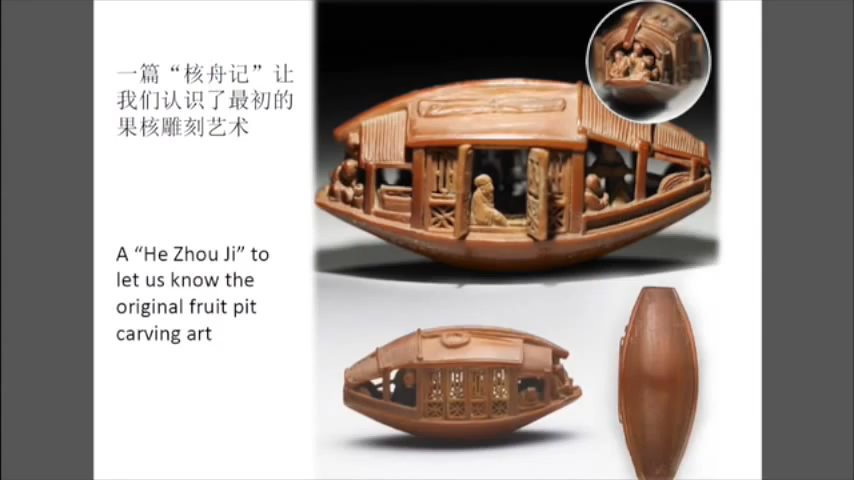 一篇“核舟记”让
我们认识了最初的
果核雕刻艺术
A “He Zhou Ji” to
let us know the
original fruit pit
carving art